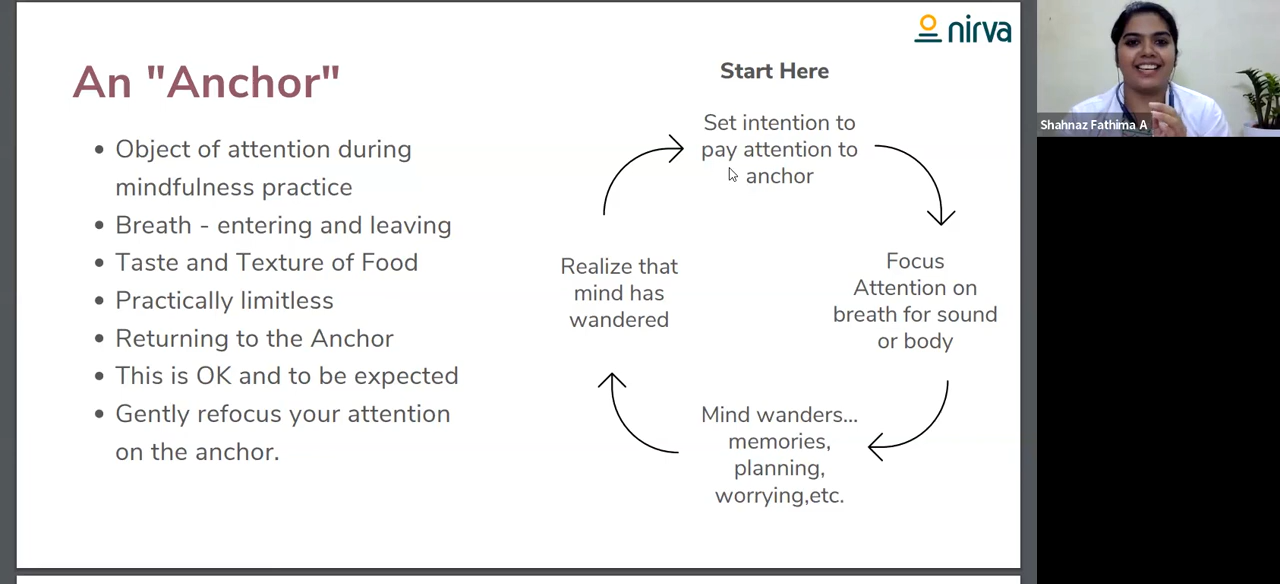 nirva
An "Anchor"
Object of attention during
mindfulness practice
Breath - entering and leaving
Taste and Texture of Food
Practically limitless
Returning to the Anchor
This is OK and to be expected
Gently refocus your attention
on the anchor.
Start Here
Set intention to
pay attention to
anchor
Focus
Attention on
breath for sound
or body
Mind wanders...
memories,
planning,
worrying,etc.
Realize that
mind has
wandered
Shahnaz Fathima A